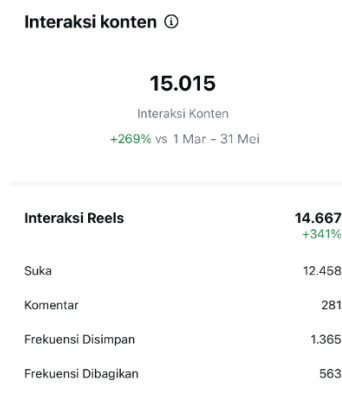 Interaksi konten
15.015
Interaksi Konten
+269% vs 1 Mar - 31 Mei
Interaksi Reels 14.667
+341%
Suka 12.458
Komentar 281
Frekuensi Disimpan 1.365
Frekuensi Dibagikan 563